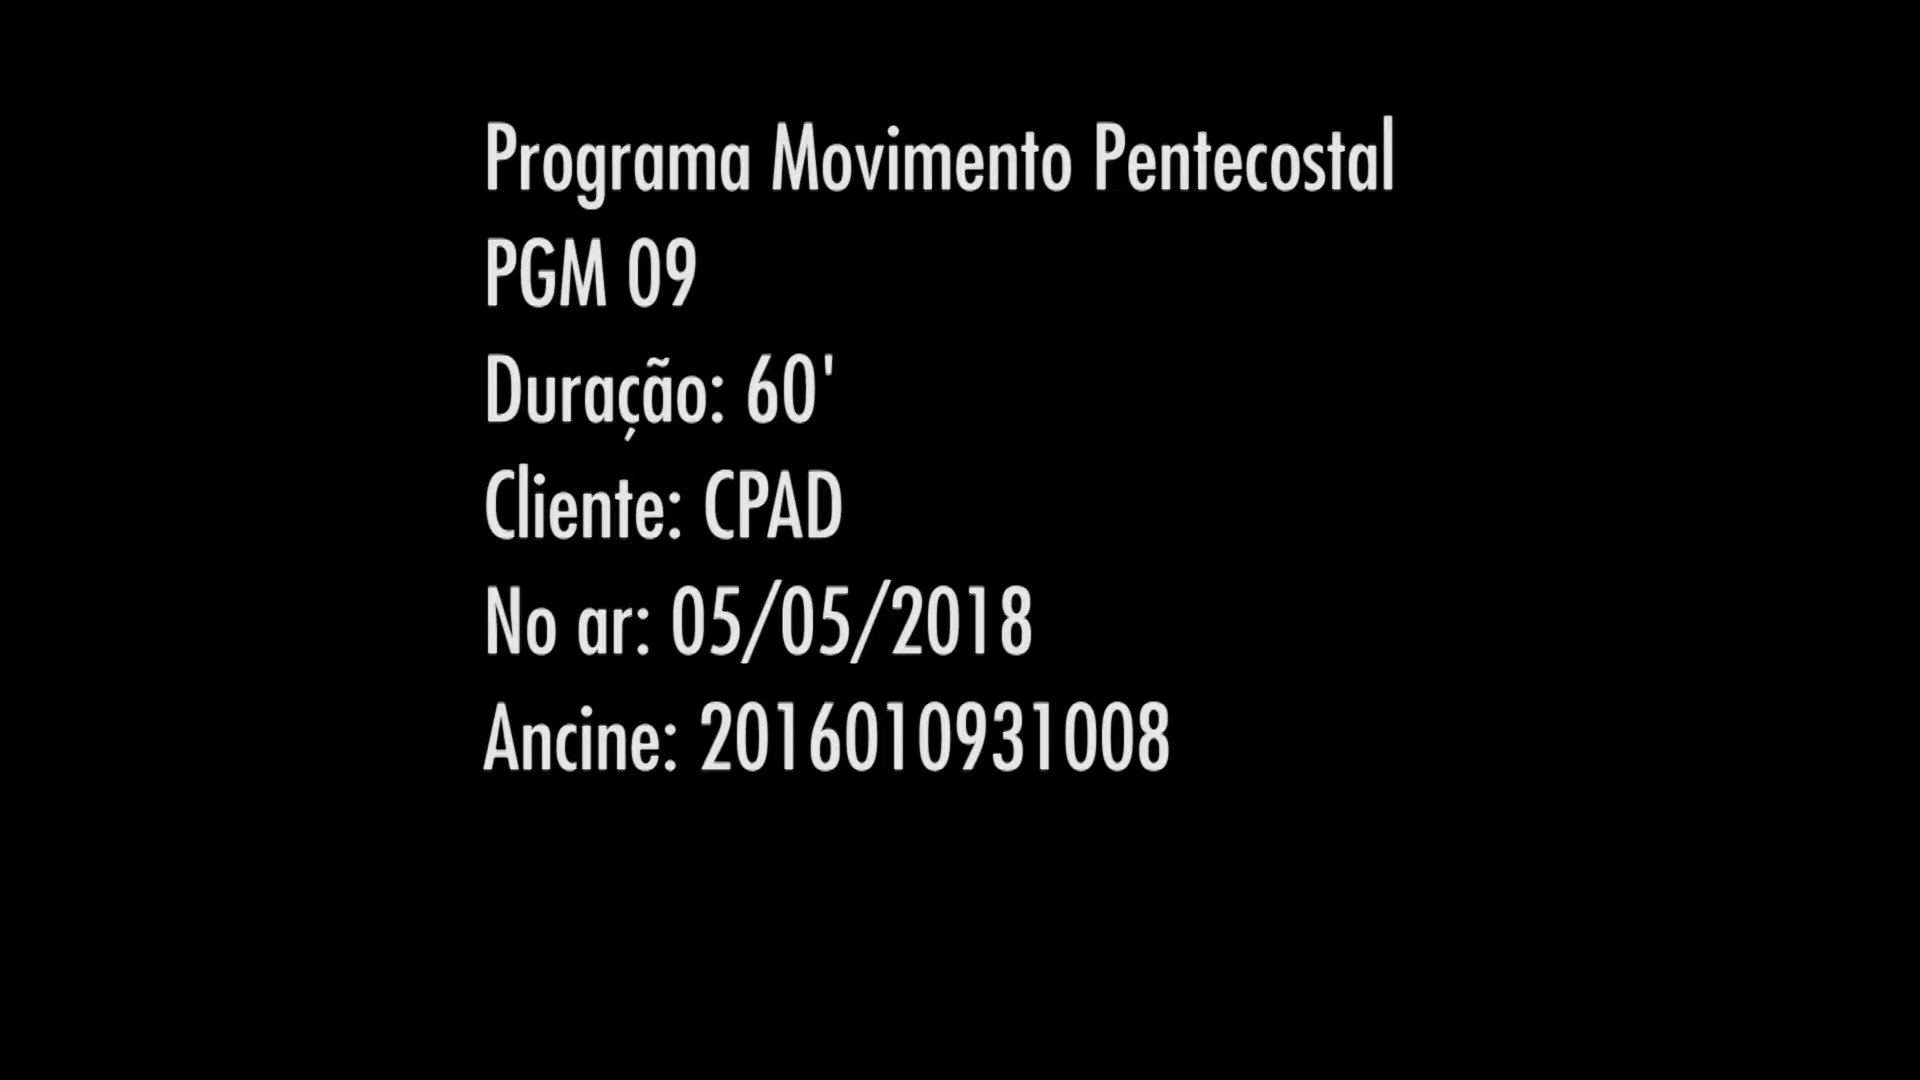 Programa Movimento Pentecostal
PGM 09
Duração: 60'
Cliente: CPAD
No ar: 05/05/2018
Ancine: 2016010931008